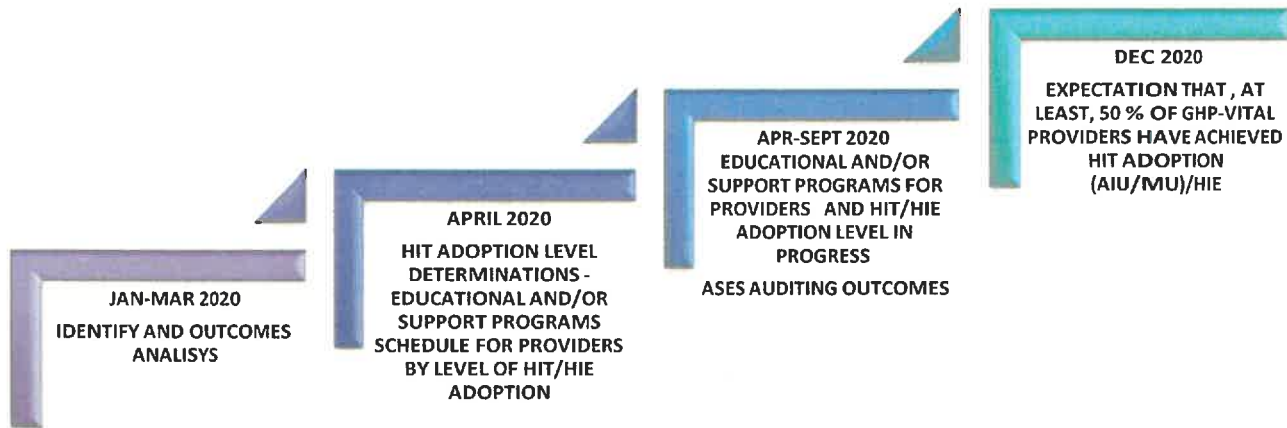 JAN-MAR 2020
IDENTIFY AND OUTCOMES
ANALISYS
APRIL 2020
HIT ADOPTION LEVEL
DETERMINATIONS -
EDUCATIONAL AND/OR
SUPPORT PROGRAMS
SCHEDULE FOR PROVIDERS
BY LEVEL OF HIT/HIE
ADOPTION
APR-SEPT 2020
EDUCATIONAL AND/OR
SUPPORT PROGRAMS FOR
PROVIDERS AND HIT/HIE
ADOPTION LEVEL IN
PROGRESS
ASES AUDITING OUTCOMES
DEC 2020
EXPECTATION THAT , AT
LEAST, 50 % OF GHP-VITAL
PROVIDERS HAVE ACHIEVED
HIT ADOPTION
(AIU/MU)/HIE